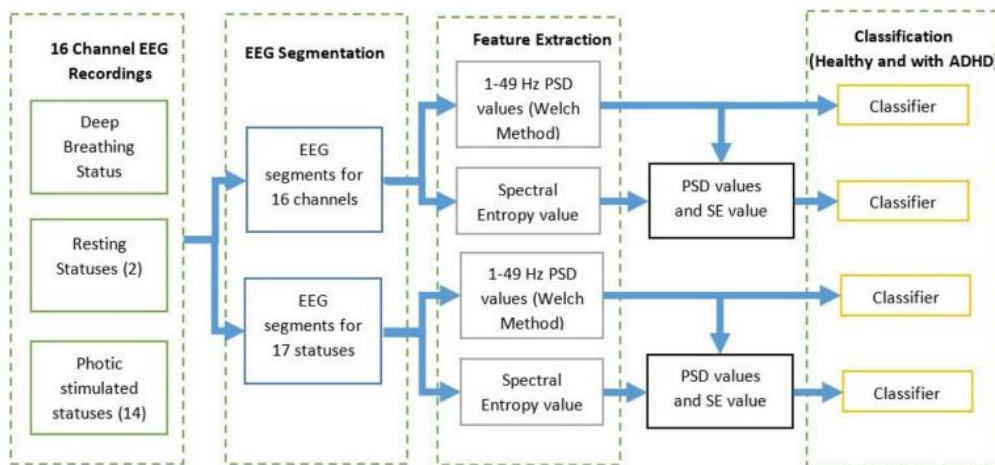 16 Channel EEG
Recordings
Deep
Breathing
Status
Resting
Statuses (2)
Photic
stimulated
statuses (14)
EEG Segmentation
EEG
segments for
16 channels
EEG
segments for
17 statuses
Feature Extraction
1-49 Hz PSD
values (Welch
Method)
Spectral
Entropy value
1-49 Hz PSD
values (Welch
Method)
Spectral
Entropy value
PSD values
and SE value
PSD values
and SE value
Classification
(Healthy and with ADHD)
Classifier
Classifier
Classifier
Classifier